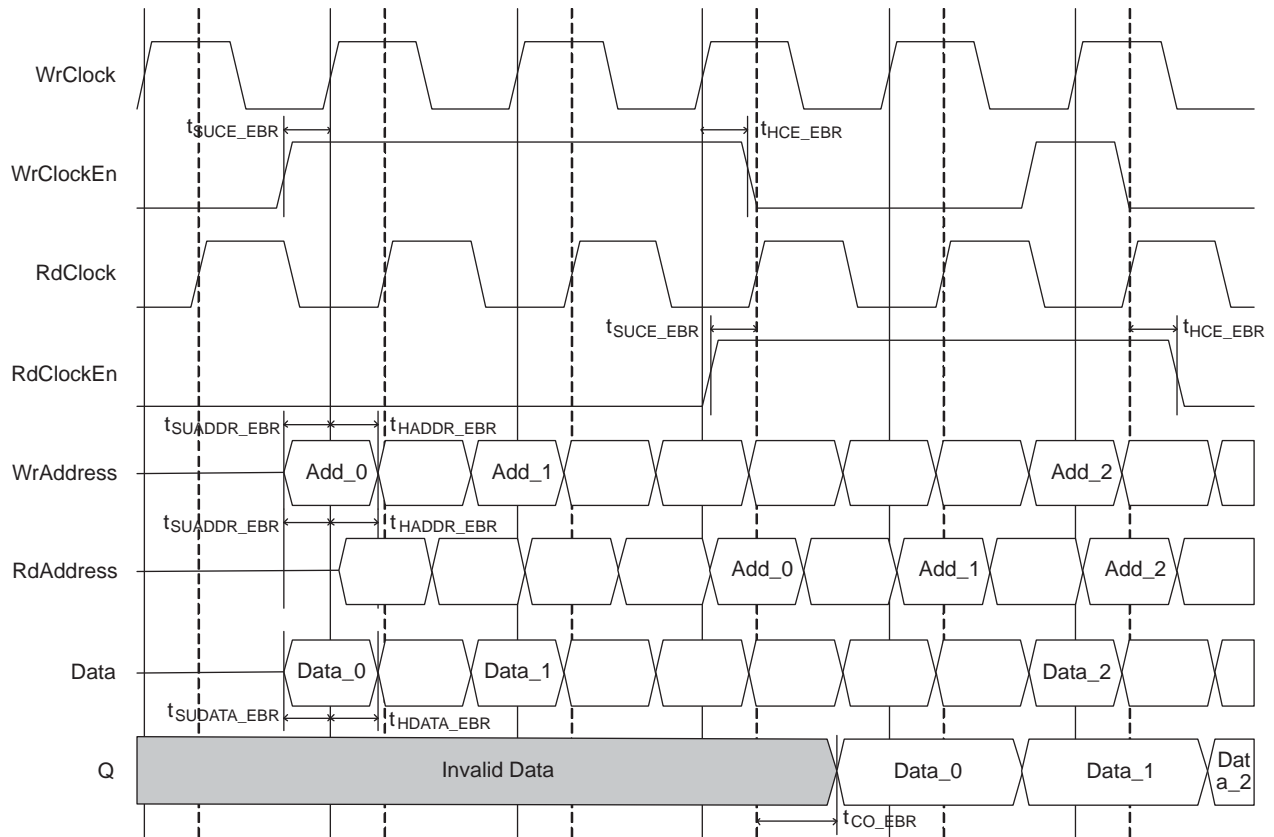 WrClock
tSUCE_EBR tHCE_EBR
WrClockEn
RdClock
tSUCE_EBR tHCE_EBR
RdClockEn
tSUADDR_EBR tHADDR_EBR
WrAddress Add_0 Add_1 Add_2
tSUADDR_EBR tHADDR_EBR
RdAddress Add_0 Add_1 Add_2
Data Data_0 Data_1 Data_2
tSUDATA_EBR tHDATA_EBR
Q Invalid Data Data_0 Data_1 Dat
a_2
tCO_EBR